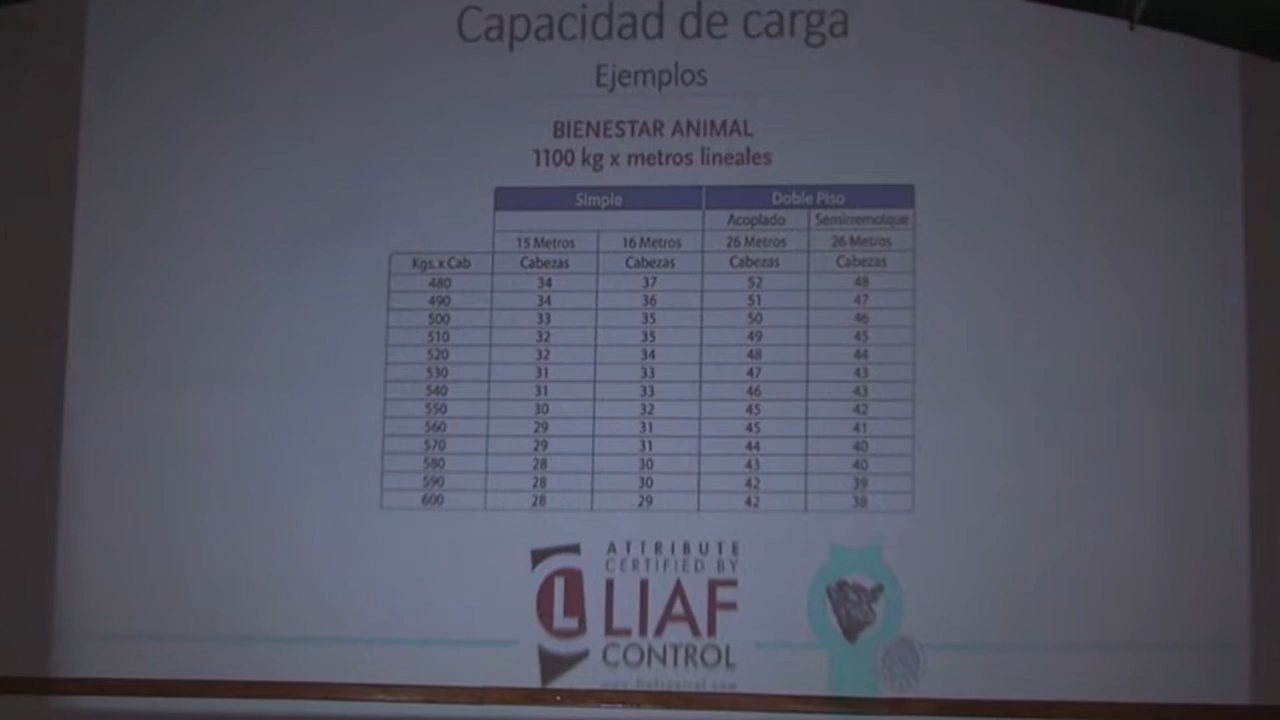 Capacidad de carga
Ejemplos
BIENESTAR ANIMAL
1100 kg x metros lineales
Simple Doble Piso
Acoplado Semirremolque
15 Metros 16 Metros 26 Metros 26 Metros
Kgs. x Cab Cabezas Cabezas Cabezas Cabezas
480 34 37 52 48
490 34 36 51 47
500 33 35 50 46
510 32 35 49 45
520 32 34 48 44
530 31 33 47 43
540 31 33 46 43
550 30 32 45 42
560 29 31 45 41
570 29 31 44 40
580 28 30 43 40
590 28 30 42 39
600 28 29 42 38
ATTRIBUTE
CERTIFIED BY
L LIAF
CONTROL